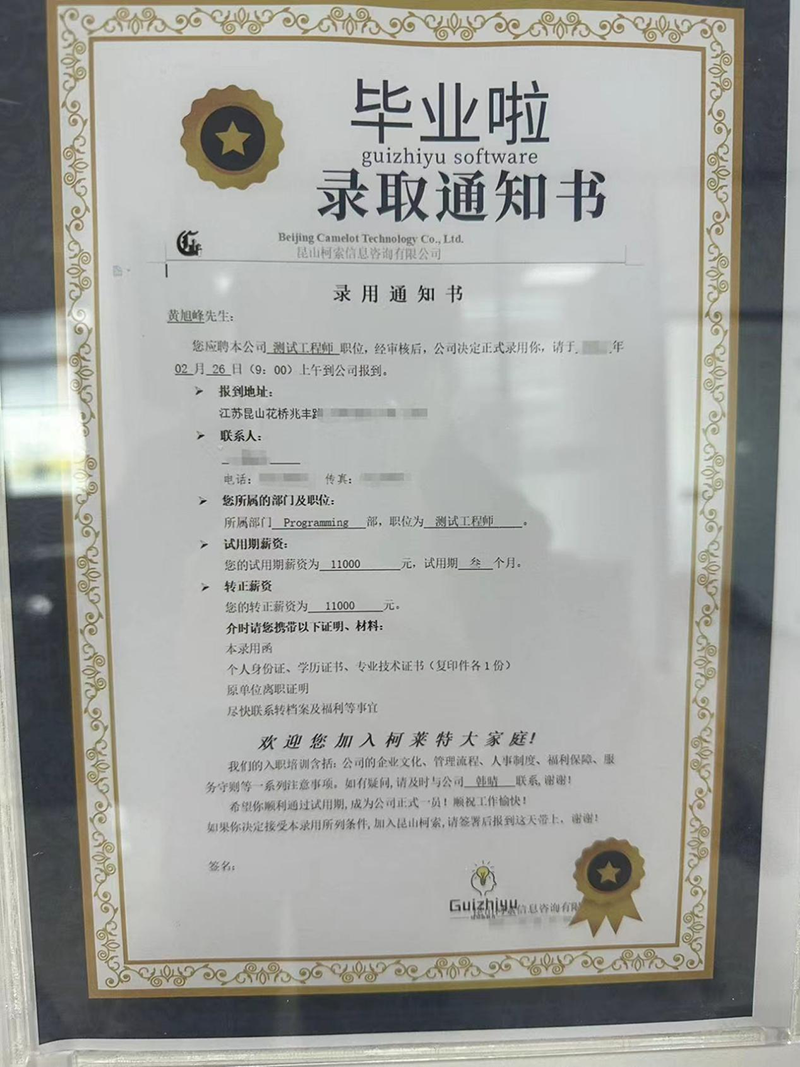 毕业啦
guizhiyu software
录取通知书
Beijing Camelot Technology Co., Ltd.
昆山柯索信息咨询有限公司
录用通知书
黄旭峰先生：
您应聘本公司 测试工程师 职位，经审核后，公司决定正式录用你，请于 年
02 月 26 日（9：00）上午到公司报到。
➢ 报到地址：
江苏昆山花桥兆丰路
➢ 联系人：
电话： 传真：
➢ 您所属的部门及职位：
所属部门 Programming 部，职位为 测试工程师 。
➢ 试用期薪资：
您的试用期薪资为 11000 元，试用期 叁 个月。
➢ 转正薪资
您的转正薪资为 11000 元。
介时请您携带以下证明、材料：
本录用函
个人身份证、学历证书、专业技术证书（复印件各1份）
原单位离职证明
尽快联系转档案及福利等事宜
欢迎您加入柯莱特大家庭！
我们的入职培训含括：公司的企业文化、管理流程、人事制度、福利保障、服
务守则等一系列注意事项。如有疑问，请及时与公司 韩晴 联系，谢谢！
希望你顺利通过试用期，成为公司正式一员！顺祝工作愉快！
如果你决定接受本录用所列条件，加入昆山柯索，请签署后报到这天带上，谢谢！
签名：
Guizhiyu
信息咨询有限